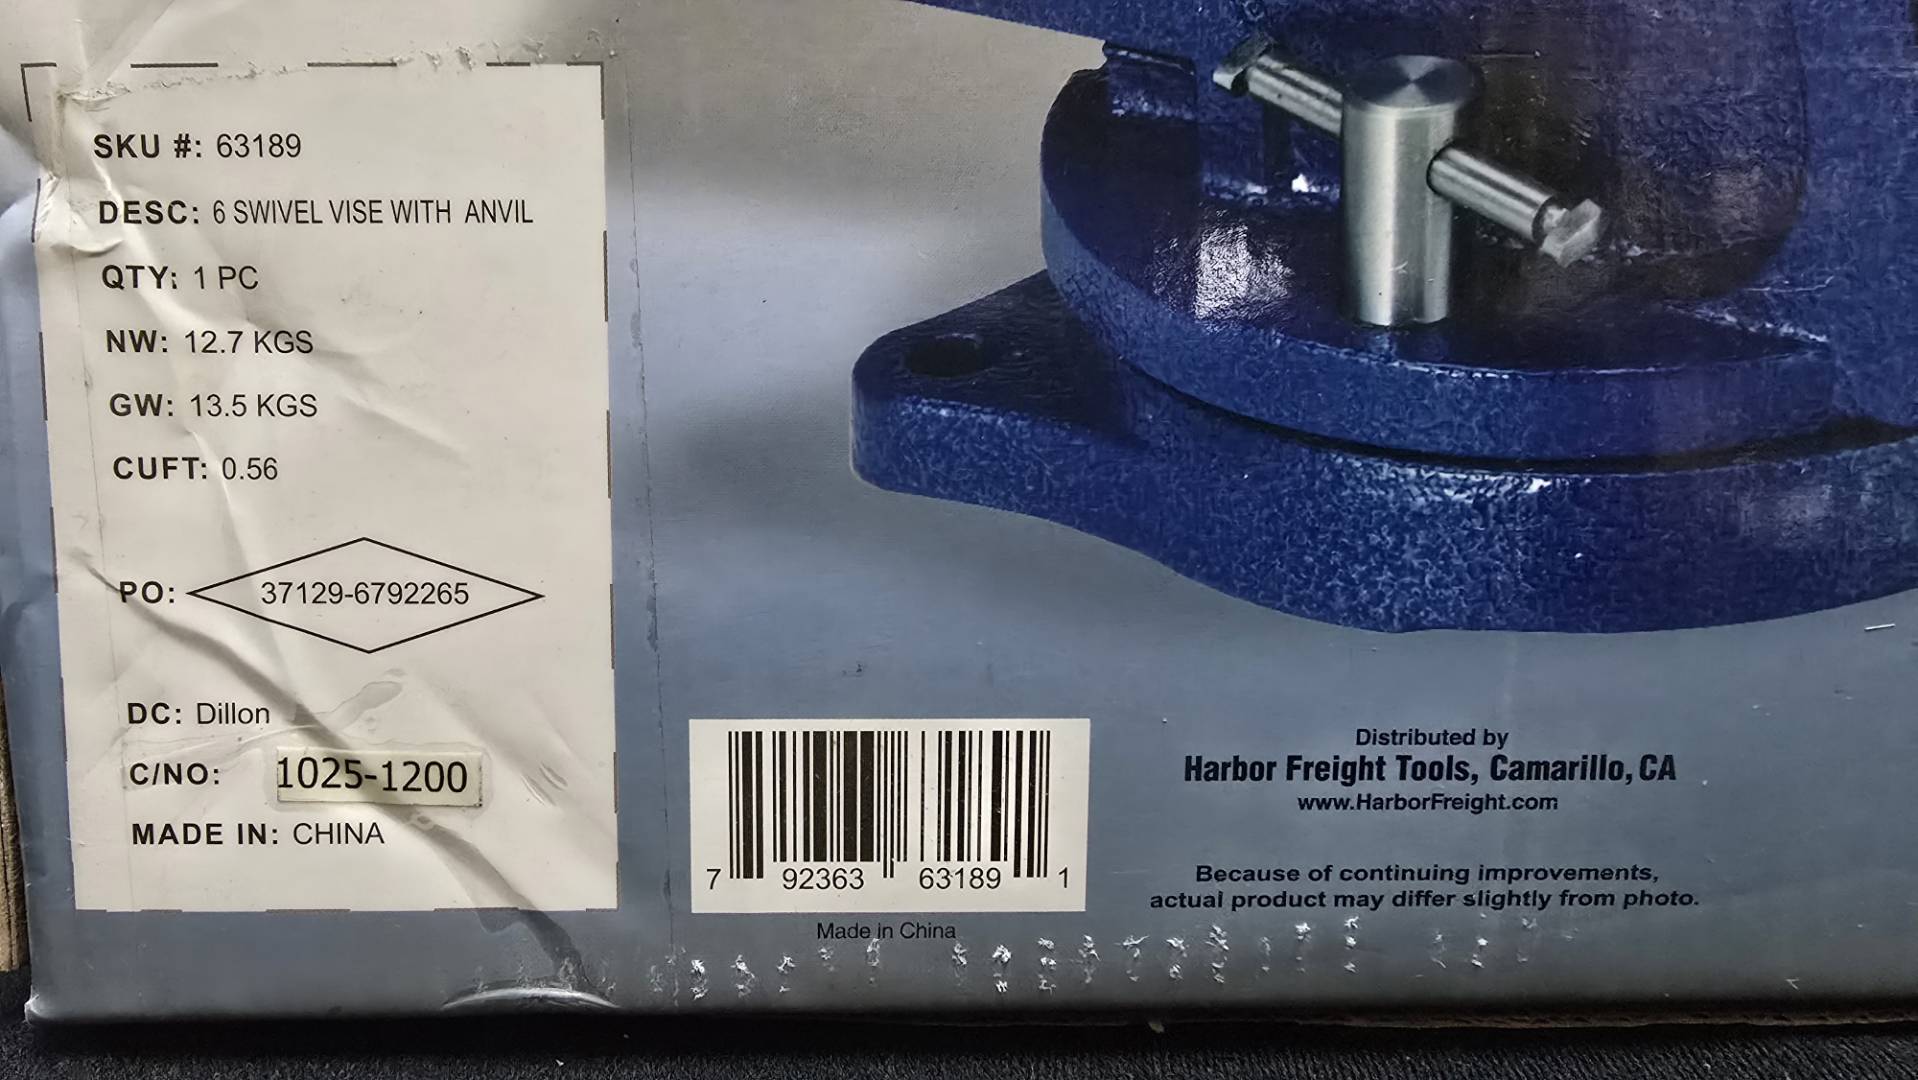 SKU #: 63189
DESC: 6 SWIVEL VISE WITH ANVIL
QTY: 1 PC
NW: 12.7 KGS
GW: 13.5 KGS
CUFT: 0.56
PO: 37129-6792265
DC: Dillon
C/NO: 1025-1200
MADE IN: CHINA
7 92363 63189 1
Made in China
Distributed by
Harbor Freight Tools, Camarillo, CA
www.HarborFreight.com
Because of continuing improvements,
actual product may differ slightly from photo.